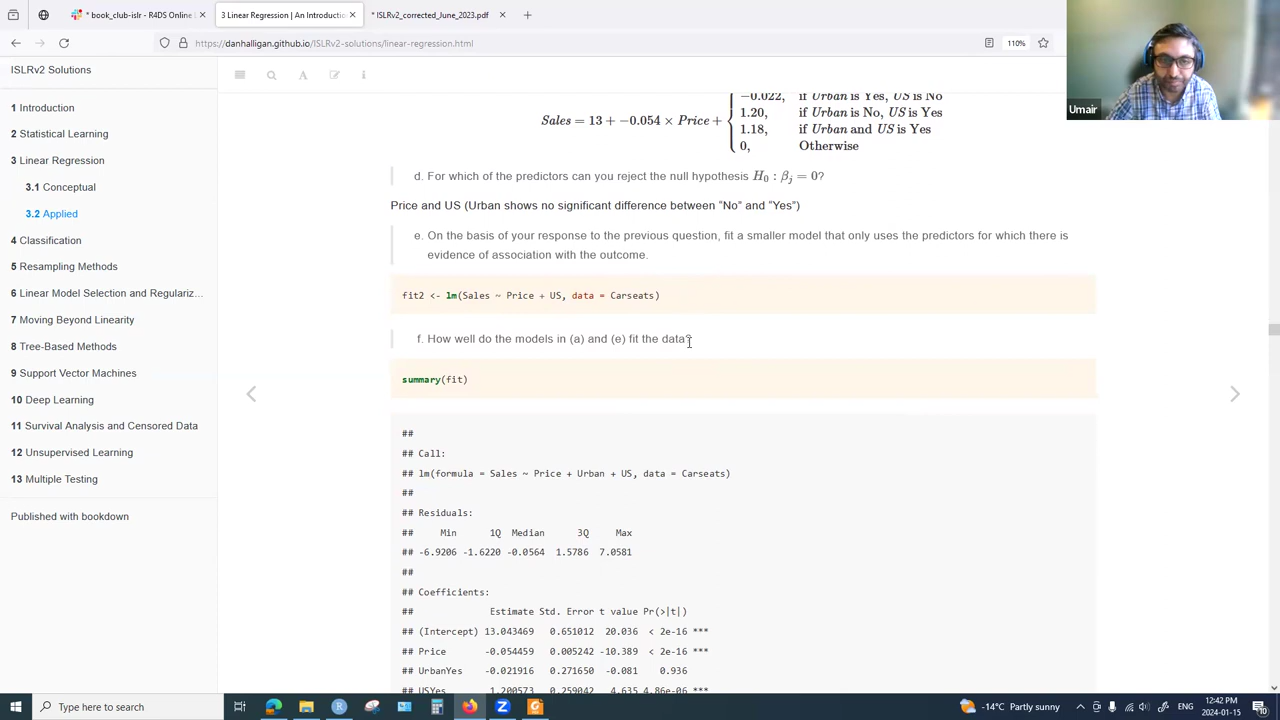 * book_club-islr - R4DS Online
3 Linear Regression | An Introduction
* ISLRv2_corrected_June_2023.pdf
https://danhalligan.github.io/ISLRv2-solutions/linear-regression.html
110%
ISLRv2 Solutions
1 Introduction
2 Statistical Learning
3 Linear Regression
3.1 Conceptual
3.2 Applied
4 Classification
5 Resampling Methods
6 Linear Model Selection and Regulariz...
7 Moving Beyond Linearity
8 Tree-Based Methods
9 Support Vector Machines
10 Deep Learning
11 Survival Analysis and Censored Data
12 Unsupervised Learning
13 Multiple Testing
Published with bookdown
Umair
−0.022, if Urban is Yes, US is No
1.20, if Urban is No, US is Yes
Sales = 13 + −0.054 × Price +
1.18, if Urban and US is Yes
0, Otherwise
d. For which of the predictors can you reject the null hypothesis H₀ : βⱼ = 0?
Price and US (Urban shows no significant difference between “No” and “Yes”)
e. On the basis of your response to the previous question, fit a smaller model that only uses the predictors for which there is
evidence of association with the outcome.
fit2 <- lm(Sales ~ Price + US, data = Carseats)
f. How well do the models in (a) and (e) fit the data?
summary(fit)
##
## Call:
## lm(formula = Sales ~ Price + Urban + US, data = Carseats)
##
## Residuals:
##     Min      1Q  Median      3Q     Max
## -6.9206 -1.6220 -0.0564  1.5786  7.0581
##
## Coefficients:
##              Estimate Std. Error t value Pr(>|t|)
## (Intercept) 13.043469   0.651012  20.036  < 2e-16 ***
## Price       -0.054459   0.005242 -10.389  < 2e-16 ***
## UrbanYes    -0.021916   0.271650  -0.081    0.936
## USYes        1.200573   0.259042   4.635 4.86e-06 ***
Type here to search
-14°C Partly sunny
12:42 PM
2024-01-15
10